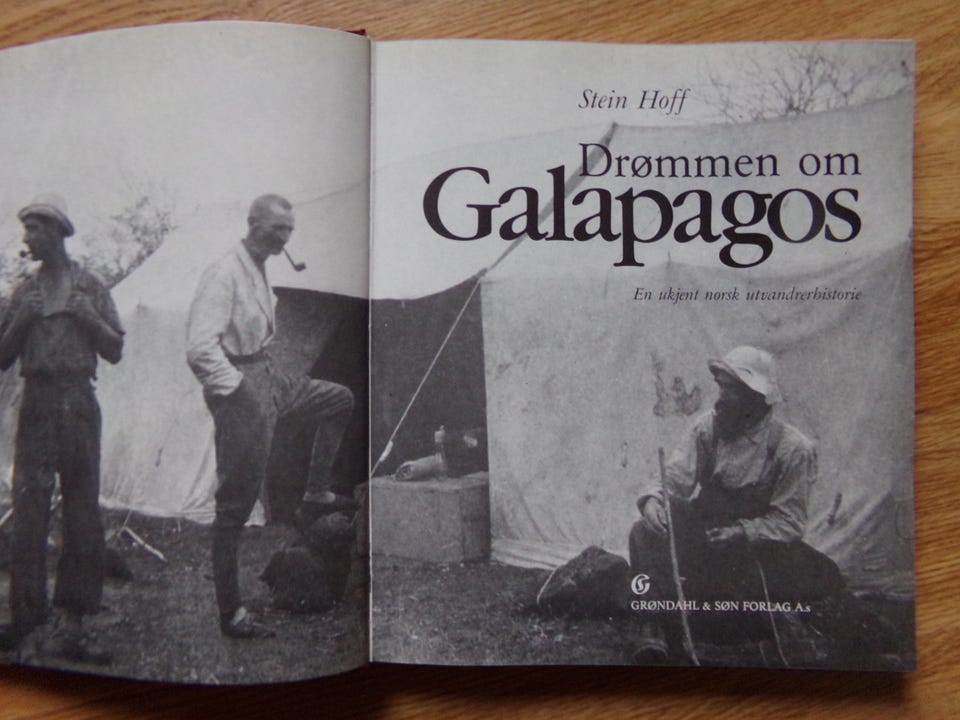 Stein Hoff
Drømmen om
Galapagos
En ukjent norsk utvandrerhistorie
GRØNDAHL & SØN FORLAG A.s